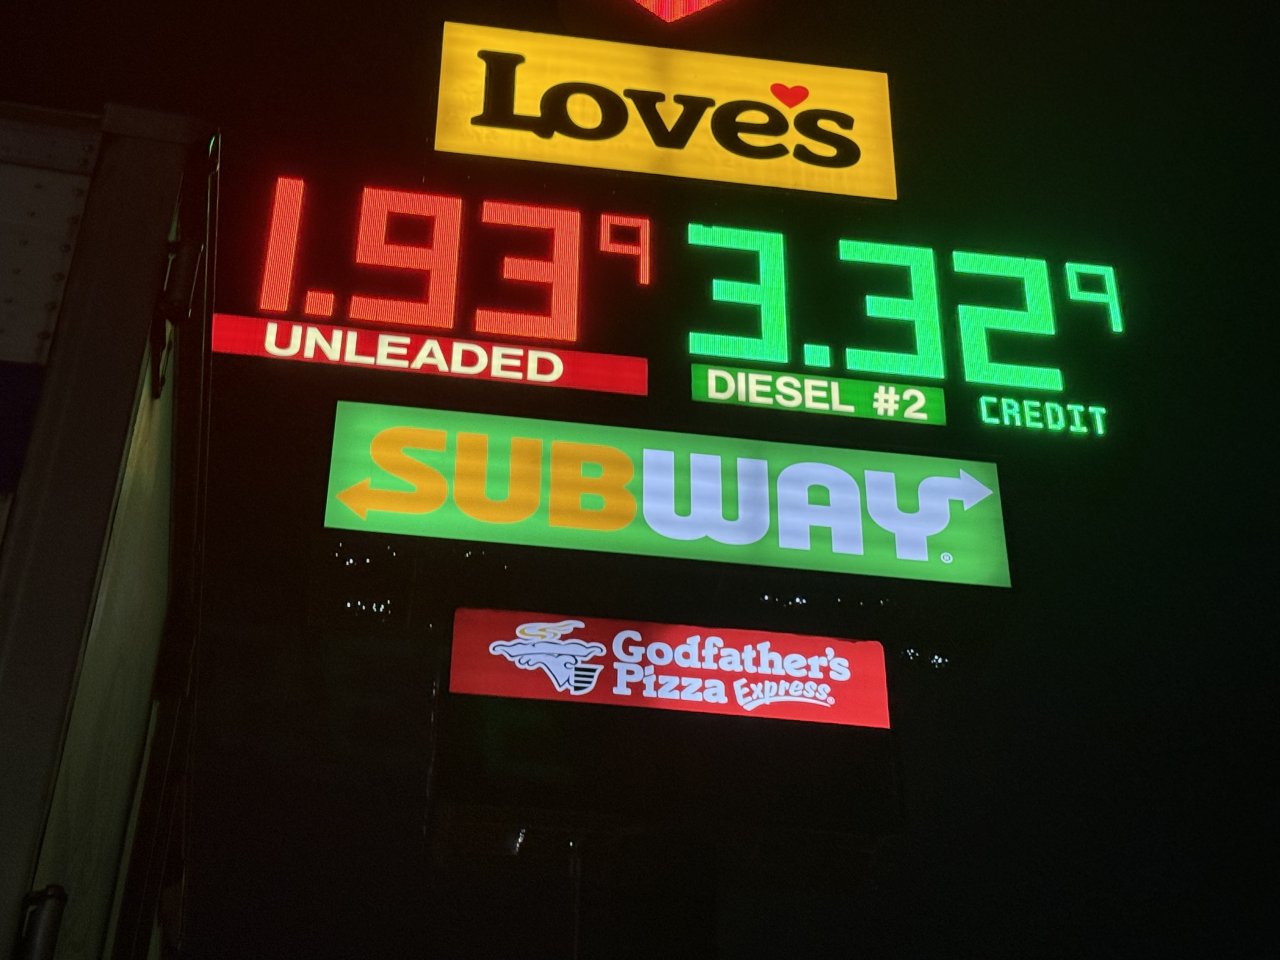 Love's
1.939
UNLEADED
3.329
DIESEL #2
CREDIT
SUBWAY®
Godfather's
Pizza Express®